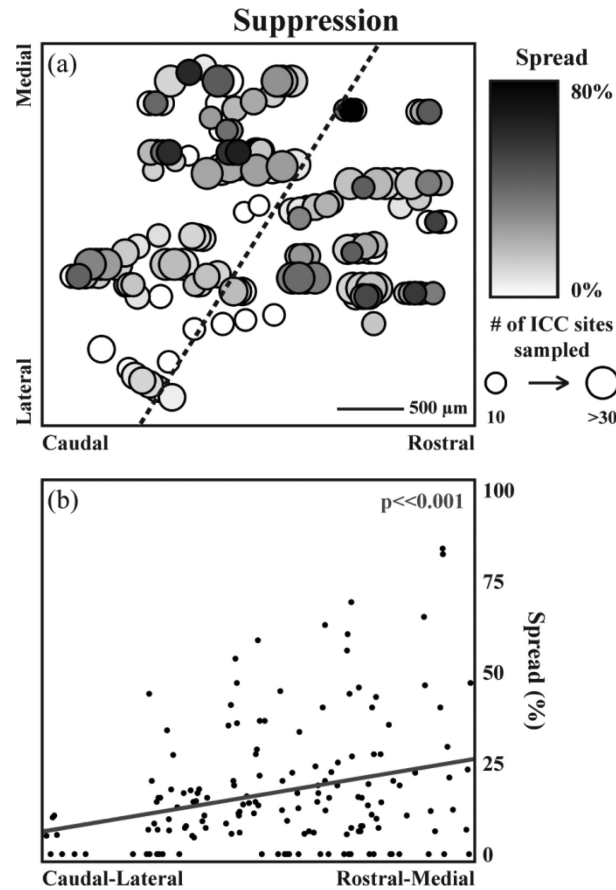 Suppression
(a)
Medial
Lateral
Caudal
Rostral
500 µm
Spread
80%
0%
# of ICC sites
sampled
10
>30
(b)
p<<0.001
100
75
50
25
0
Spread (%)
Caudal-Lateral
Rostral-Medial